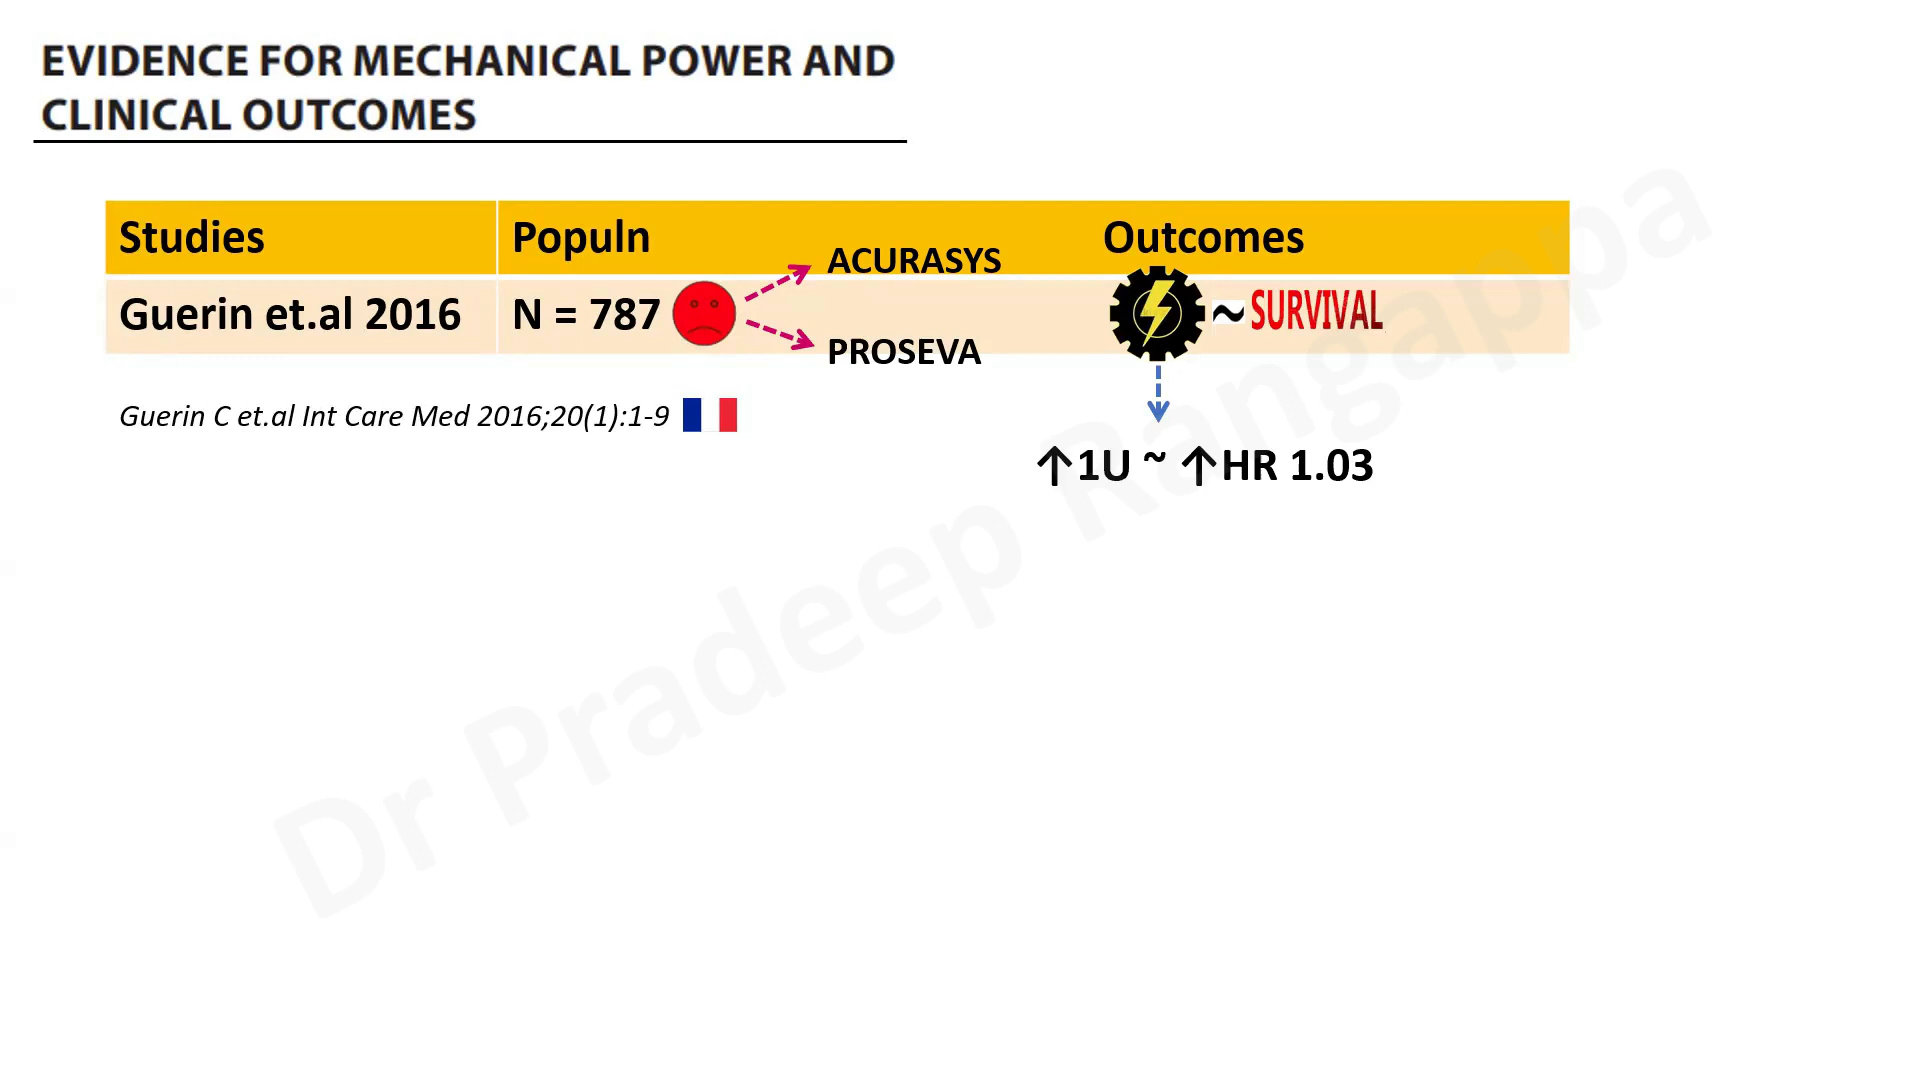 EVIDENCE FOR MECHANICAL POWER AND
CLINICAL OUTCOMES
Studies
Populn
Outcomes
Guerin et.al 2016
N = 787
ACURASYS
PROSEVA
~ SURVIVAL
Guerin C et.al Int Care Med 2016;20(1):1-9
↑1U ~ ↑HR 1.03
Dr Pradeep Rangappa